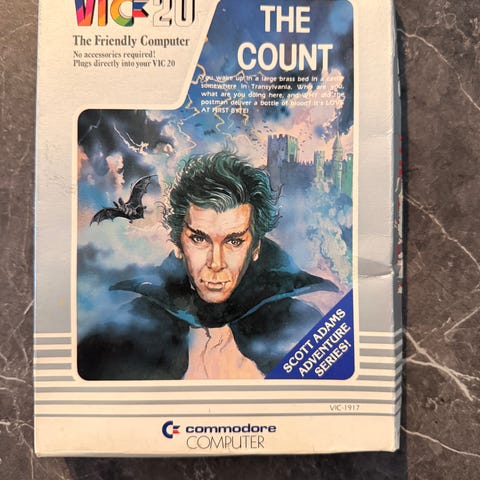 VIC 20
The Friendly Computer
No accessories required!
Plugs directly into your VIC 20
THE
COUNT
You wake up in a large brass bed in a castle
somewhere in Transylvania. Who are you,
what are you doing here, and WHY did the
postman deliver a bottle of blood? It's LOVE
AT FIRST BYTE!
SCOTT ADAMS
ADVENTURE
SERIES!
VIC-1917
commodore
COMPUTER